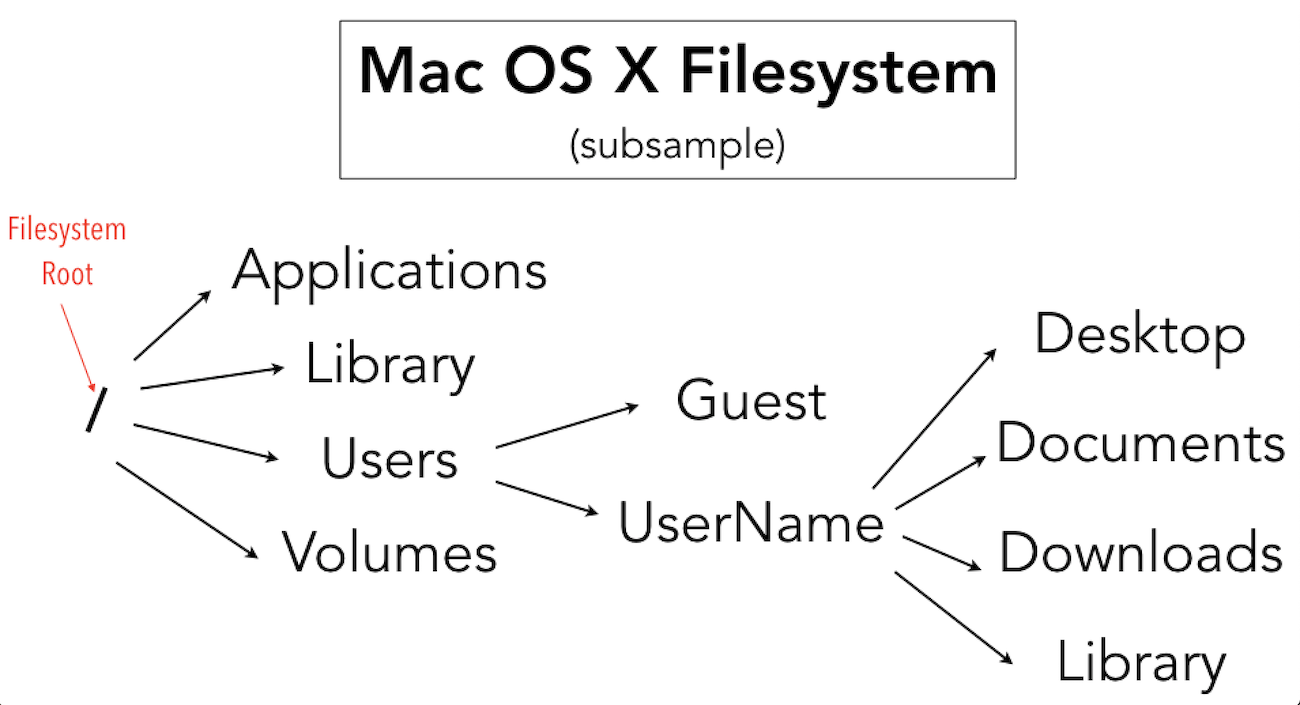 Mac OS X Filesystem
(subsample)
Filesystem
Root
/
Applications
Library
Users
Volumes
Guest
UserName
Desktop
Documents
Downloads
Library